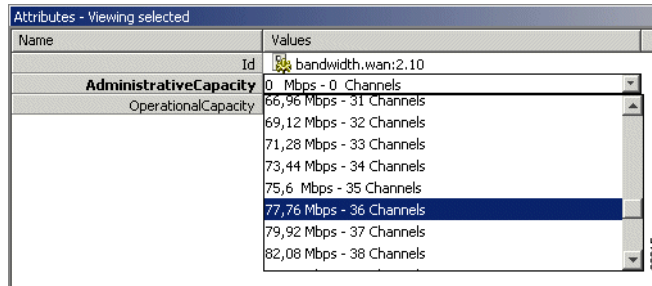 Attributes - Viewing selected
Name Values
Id bandwidth.wan:2.10
AdministrativeCapacity 0 Mbps - 0 Channels
OperationalCapacity
66,96 Mbps - 31 Channels
69,12 Mbps - 32 Channels
71,28 Mbps - 33 Channels
73,44 Mbps - 34 Channels
75,6 Mbps - 35 Channels
77,76 Mbps - 36 Channels
79,92 Mbps - 37 Channels
82,08 Mbps - 38 Channels